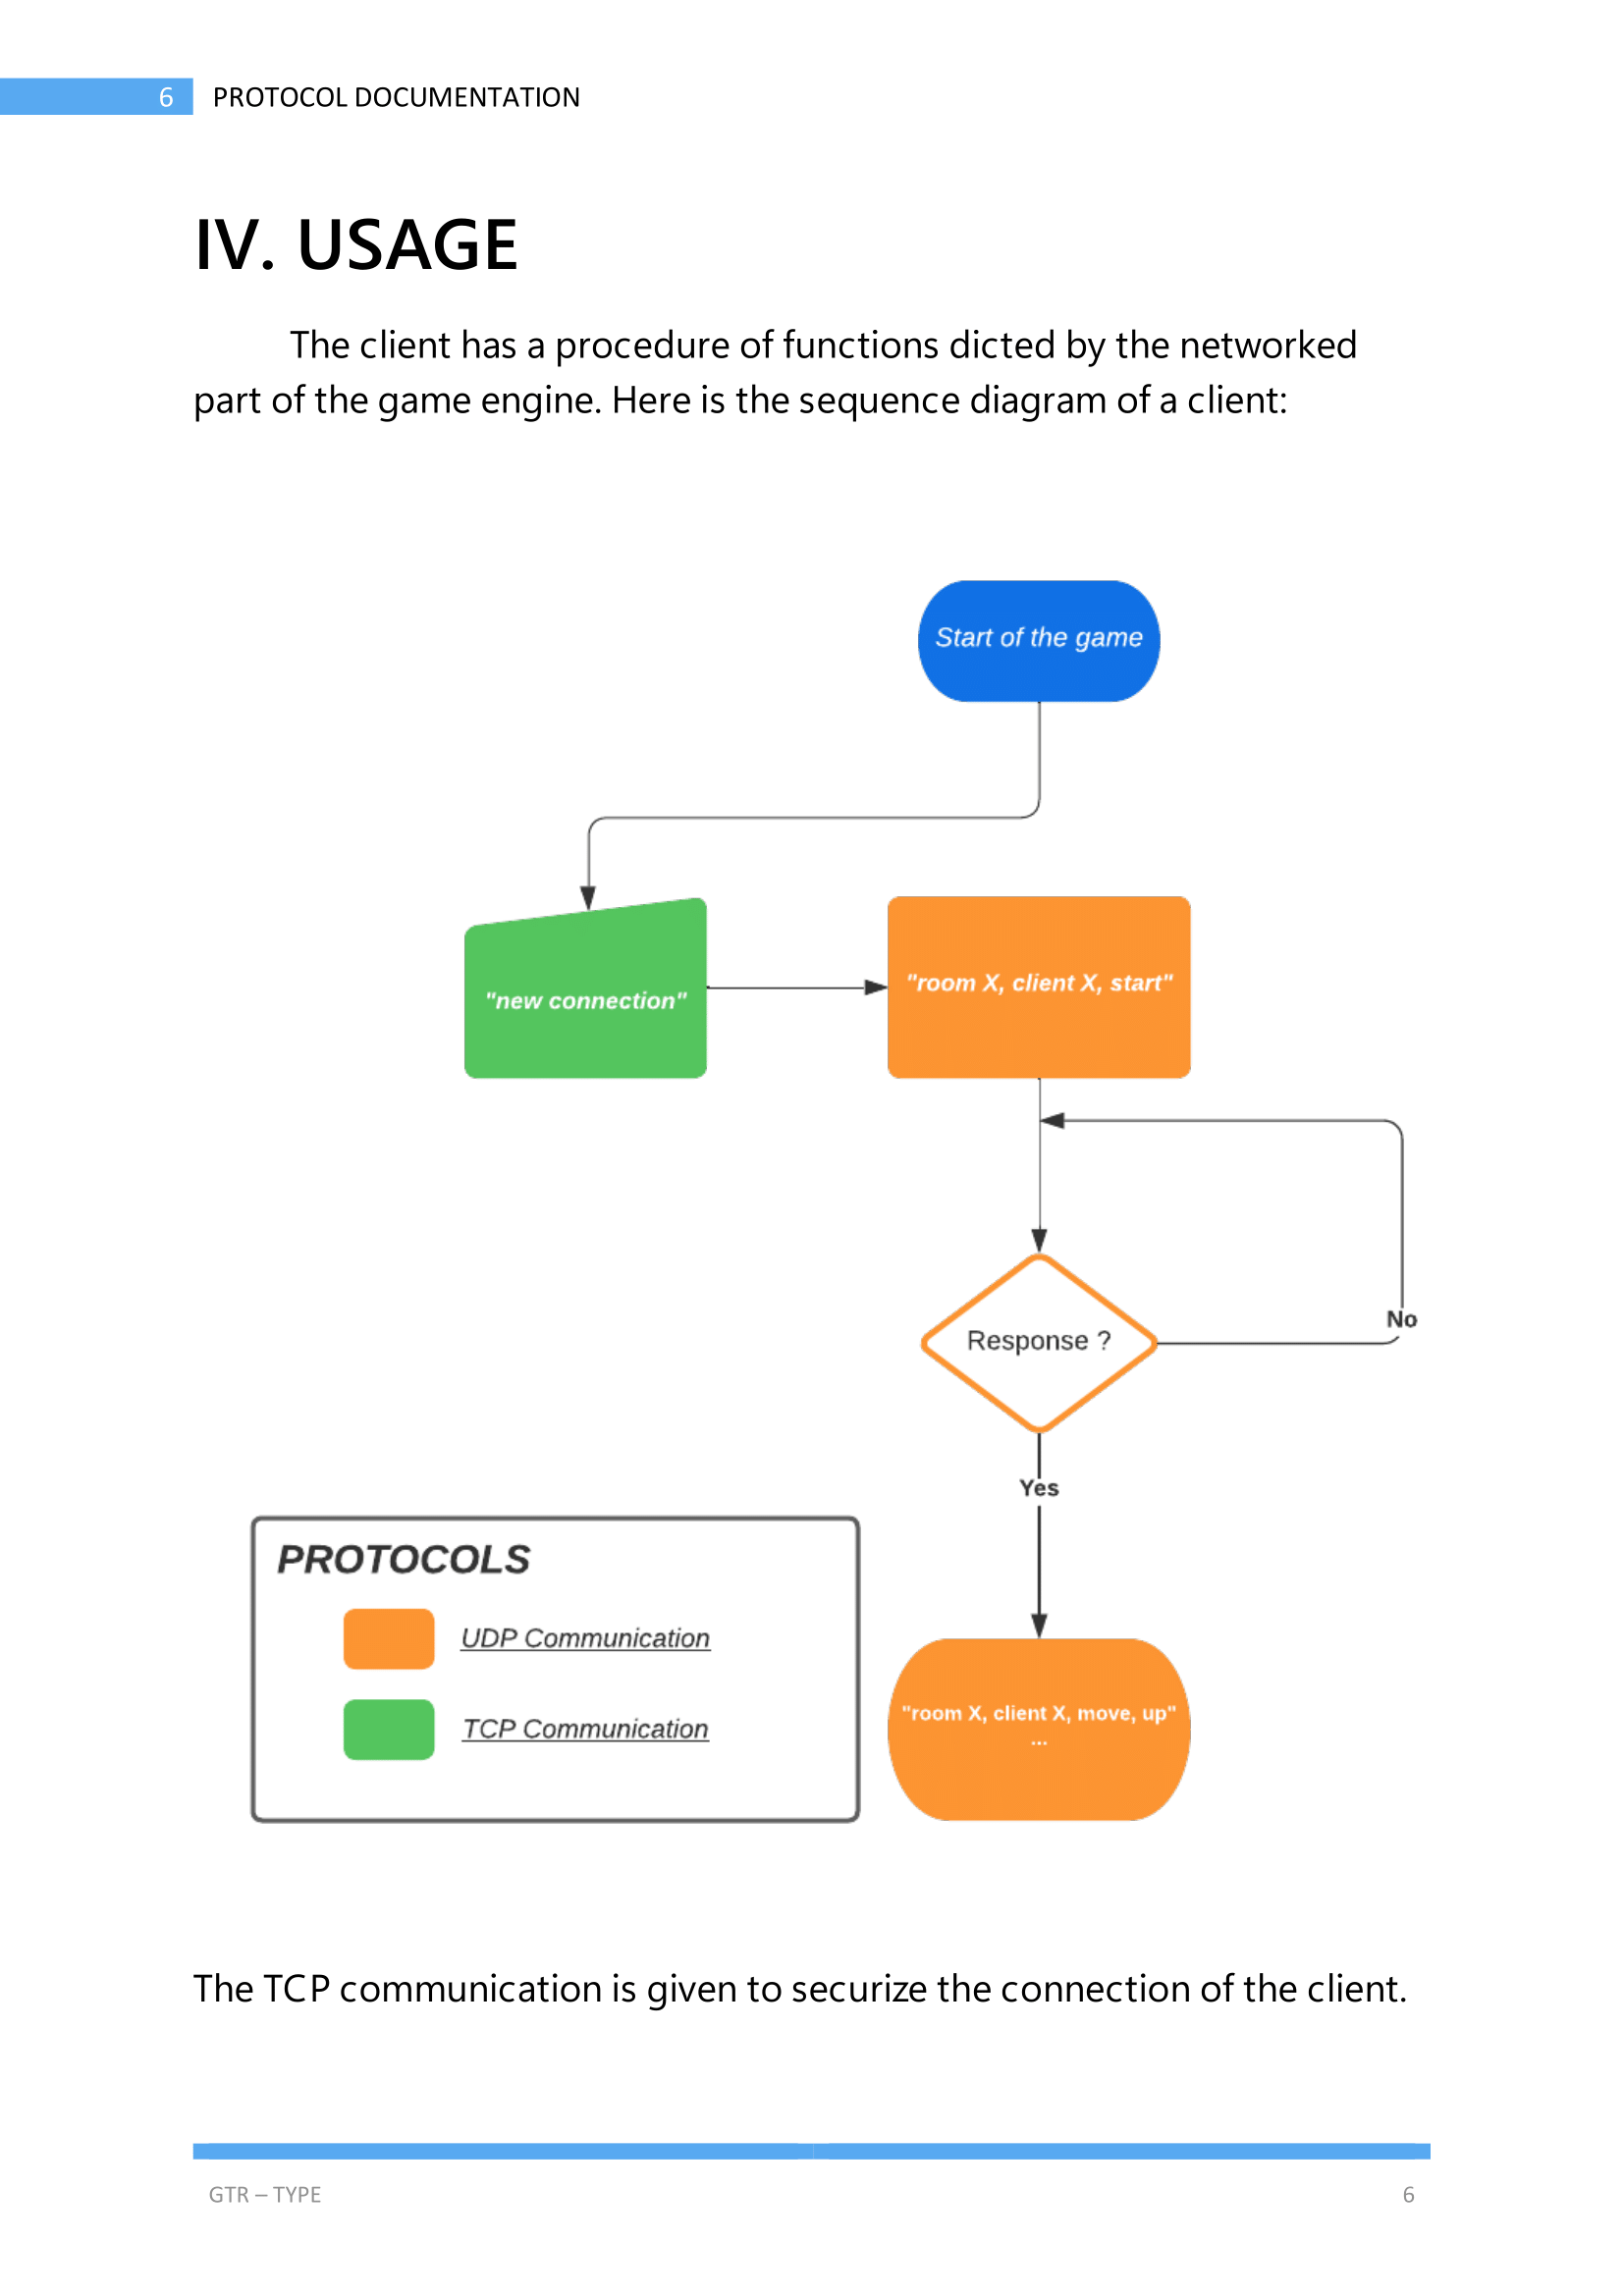 6 PROTOCOL DOCUMENTATION
IV. USAGE
The client has a procedure of functions dicted by the networked
part of the game engine. Here is the sequence diagram of a client:
Start of the game
"new connection"
"room X, client X, start"
Response ?
No
Yes
"room X, client X, move, up"
...
PROTOCOLS
UDP Communication
TCP Communication
The TCP communication is given to securize the connection of the client.
GTR – TYPE 6